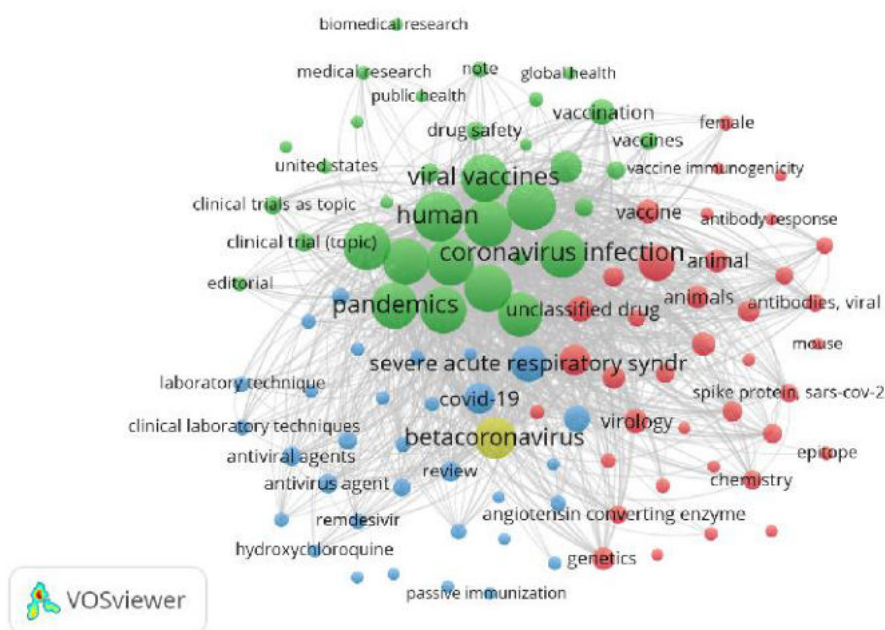 biomedical research
medical research
note
global health
public health
vaccination
drug safety
female
vaccines
united states
viral vaccines
vaccine immunogenicity
clinical trials as topic
human
vaccine
antibody response
clinical trial (topic)
coronavirus infection
animal
editorial
pandemics
unclassified drug
animals
antibodies, viral
mouse
severe acute respiratory syndr
laboratory technique
covid-19
spike protein, sars-cov-2
clinical laboratory techniques
betacoronavirus
virology
antiviral agents
epitope
review
antivirus agent
chemistry
remdesivir
angiotensin converting enzyme
hydroxychloroquine
genetics
passive immunization
VOSviewer